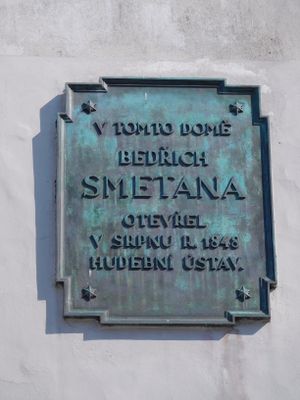 V TOMTO DOMĚ
BEDŘICH
SMETANA
OTEVŘEL
V SRPNU R. 1848
HUDEBNÍ ÚSTAV.